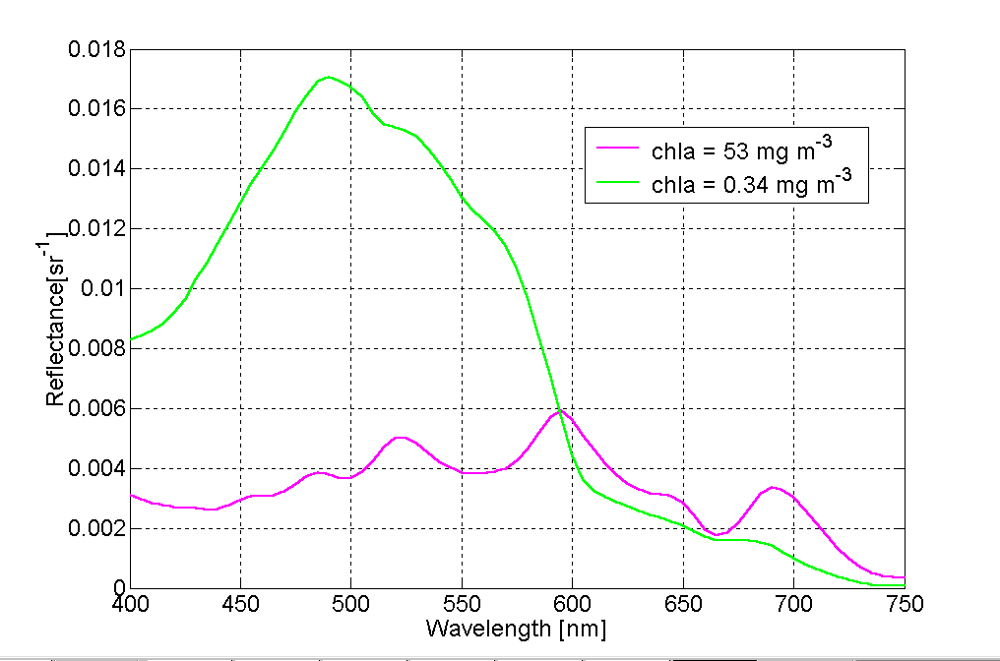 0.018
0.016
0.014
0.012
0.01
0.008
0.006
0.004
0.002
0
Reflectance[sr-1]
chla = 53 mg m-3
chla = 0.34 mg m-3
400 450 500 550 600 650 700 750
Wavelength [nm]